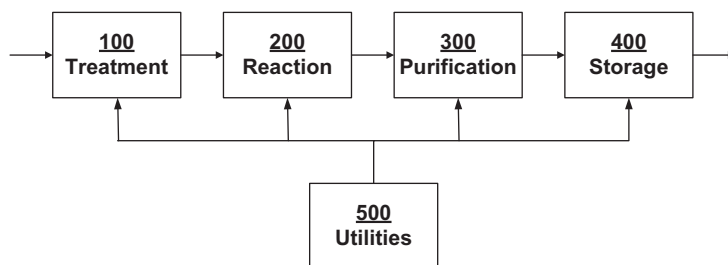 100
Treatment
200
Reaction
300
Purification
400
Storage
500
Utilities